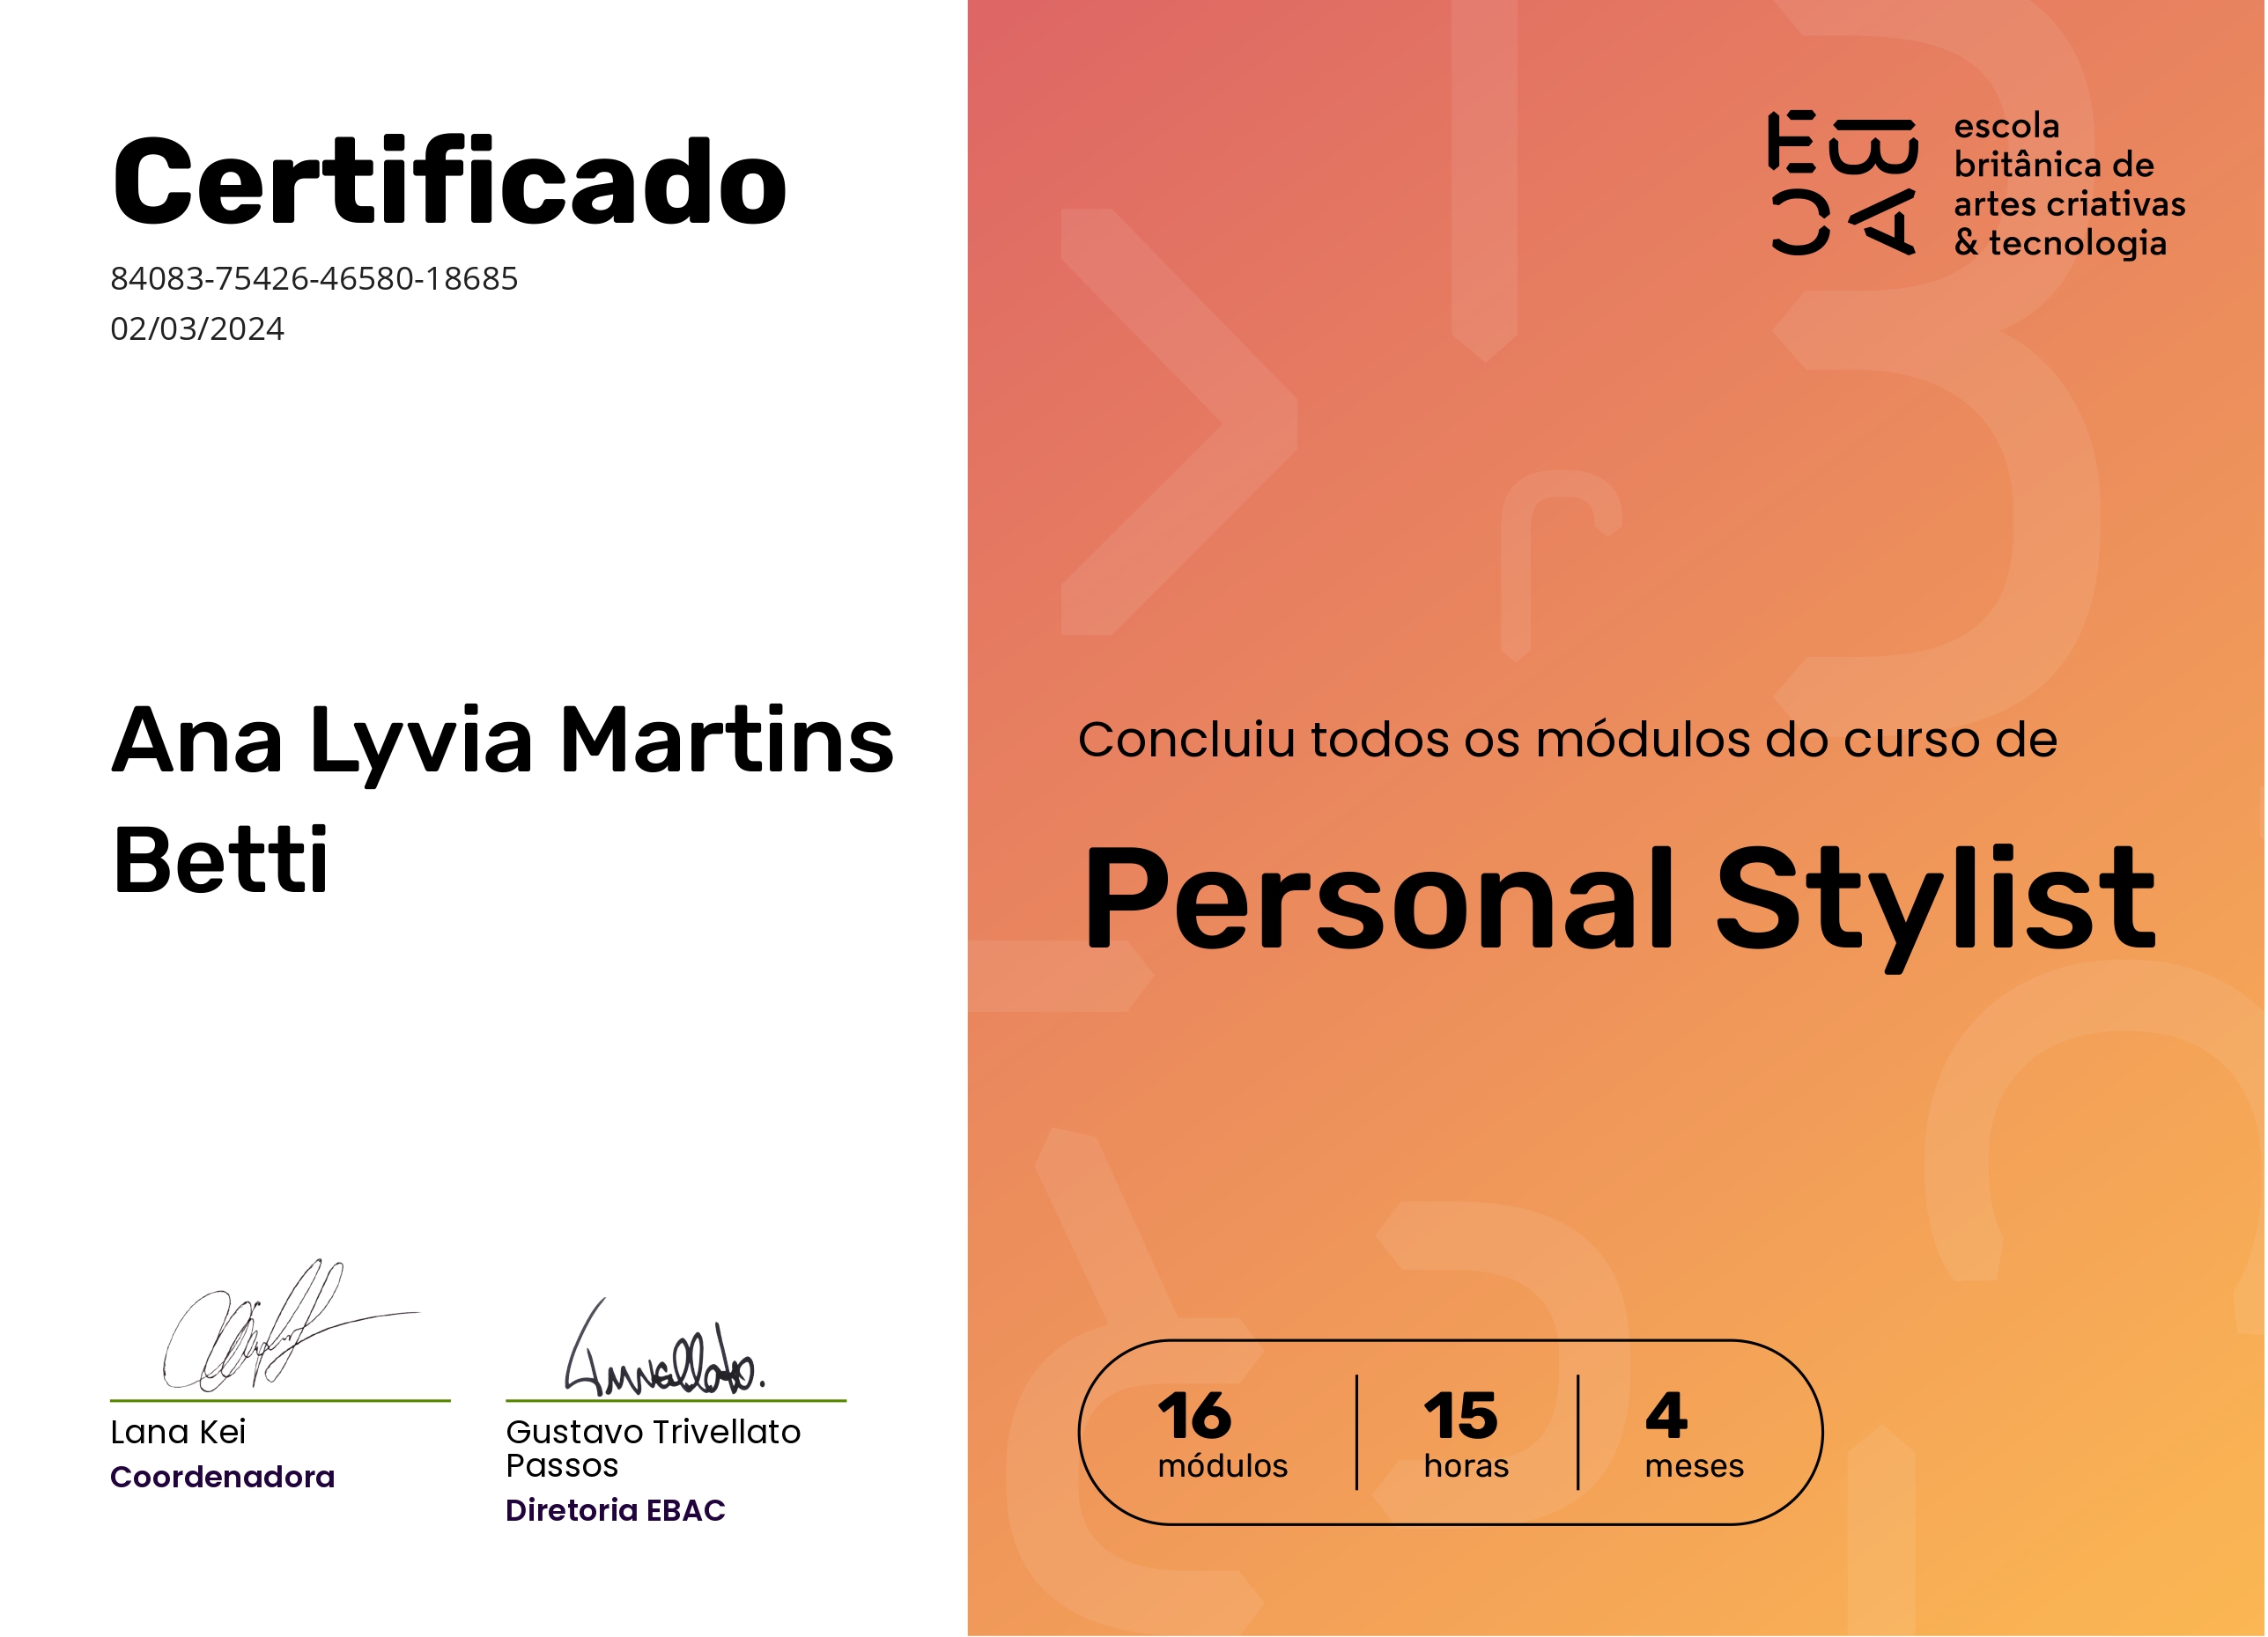 Certificado
84083-75426-46580-18685
02/03/2024
Ana Lyvia Martins
Betti
Lana Kei
Coordenadora
Gustavo Trivellato
Passos
Diretoria EBAC
EBAC
escola
britânica de
artes criativas
& tecnologia
Concluiu todos os módulos do curso de
Personal Stylist
16
módulos
15
horas
4
meses